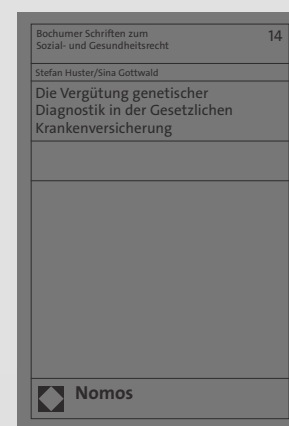 Bochumer Schriften zum
Sozial- und Gesundheitsrecht
14
Stefan Huster/Sina Gottwald
Die Vergütung genetischer
Diagnostik in der Gesetzlichen
Krankenversicherung
Nomos